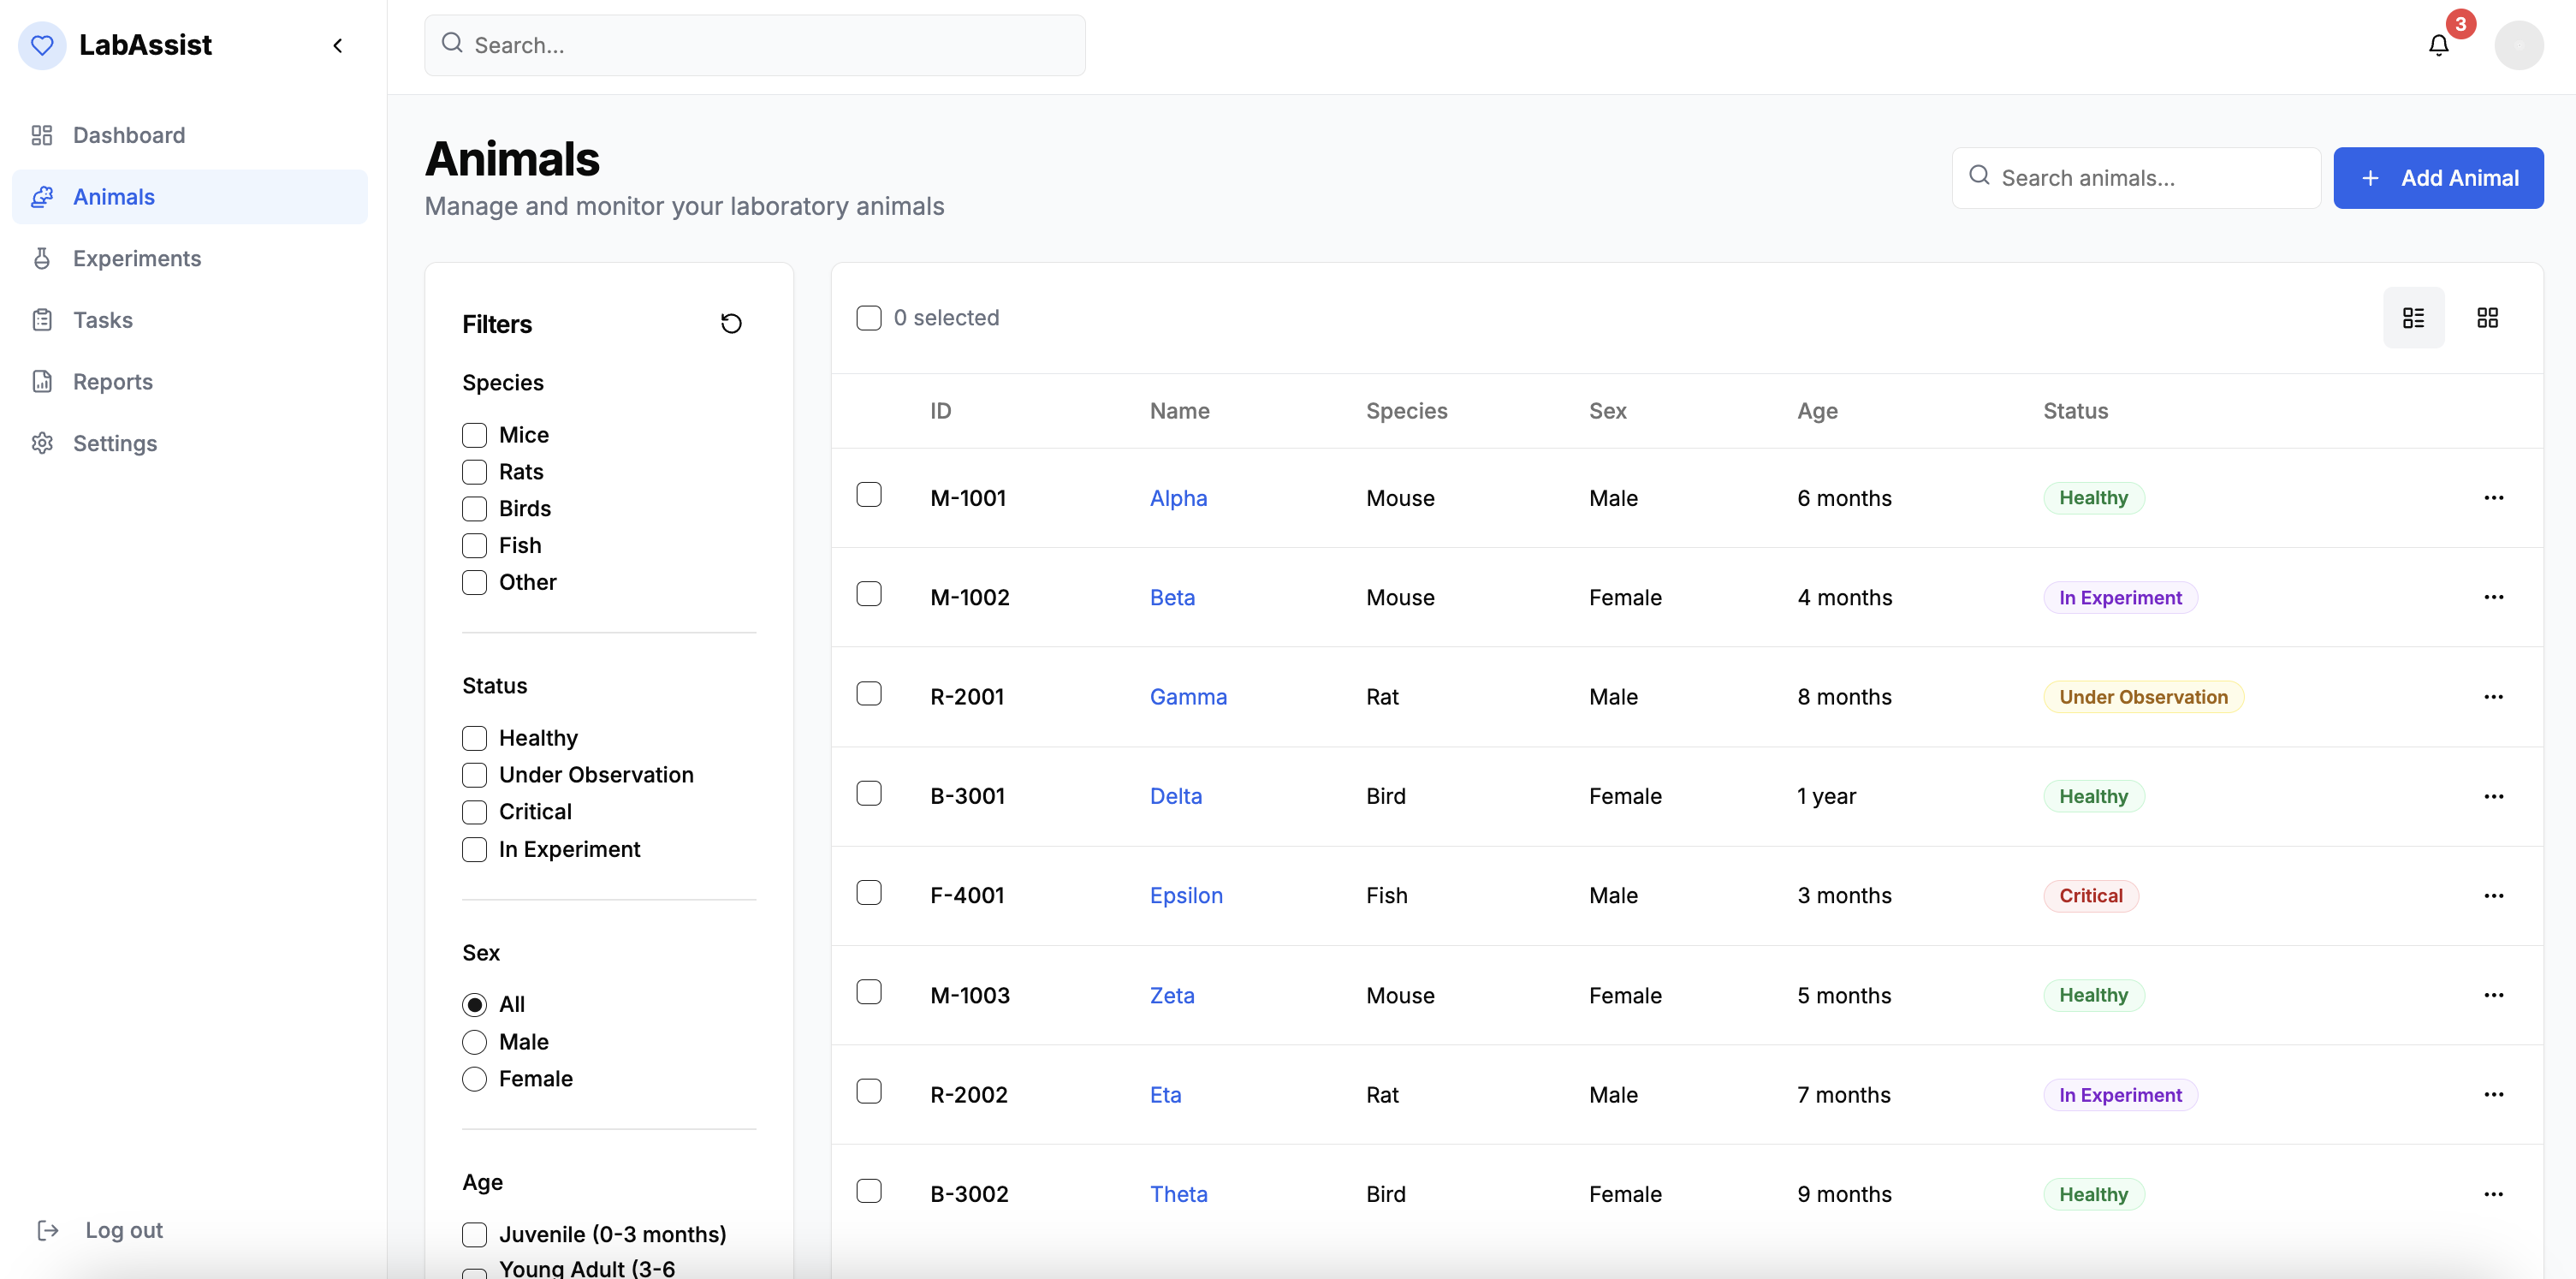 LabAssist
Search...
3
Dashboard
Animals
Experiments
Tasks
Reports
Settings
Log out
Animals
Manage and monitor your laboratory animals
Search animals...
+ Add Animal
Filters
Species
Mice
Rats
Birds
Fish
Other
Status
Healthy
Under Observation
Critical
In Experiment
Sex
All
Male
Female
Age
Juvenile (0-3 months)
Young Adult (3-6
0 selected
ID Name Species Sex Age Status
M-1001 Alpha Mouse Male 6 months Healthy
M-1002 Beta Mouse Female 4 months In Experiment
R-2001 Gamma Rat Male 8 months Under Observation
B-3001 Delta Bird Female 1 year Healthy
F-4001 Epsilon Fish Male 3 months Critical
M-1003 Zeta Mouse Female 5 months Healthy
R-2002 Eta Rat Male 7 months In Experiment
B-3002 Theta Bird Female 9 months Healthy